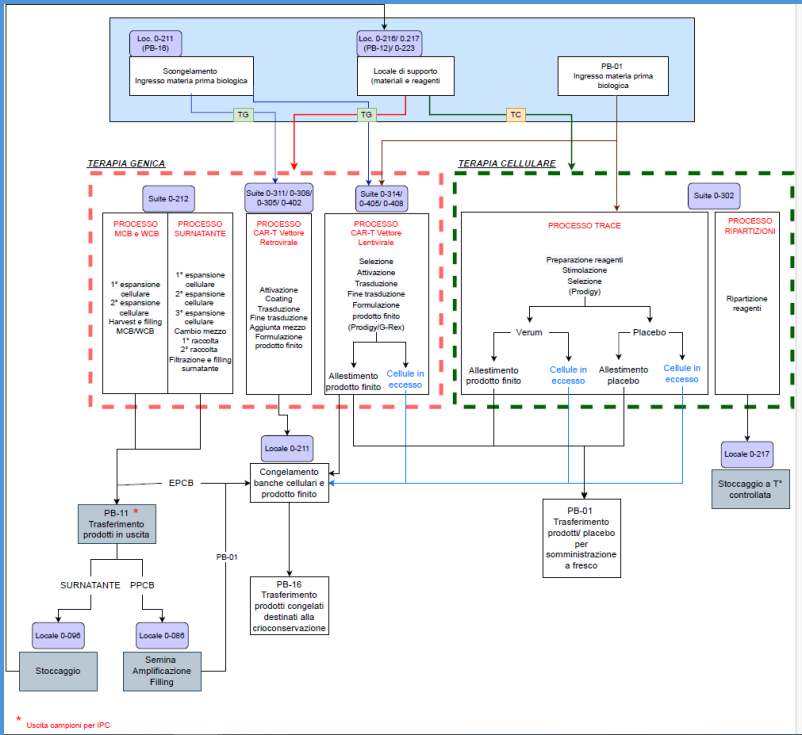 Loc. 0-211
(PB-16)
Loc. 0-216/ 0.217
(PB-12)/ 0-223
Scongelamento
Ingresso materia prima
biologica
Locale di supporto
(materiali e reagenti
PB-01
Ingresso materia prima
biologica
TG
TG
TC
TERAPIA GENICA
TERAPIA CELLULARE
Suite 0-212
Suite 0-311/ 0-308/
0-305/ 0-402
Suite 0-314/
0-405/ 0-408
Suite 0-302
PROCESSO
MCB e WCB
1° espansione
cellulare
2° espansione
cellulare
Harvest e filling
MCB/WCB
PROCESSO
SURNATANTE
1° espansione
cellulare
2° espansione
cellulare
3° espansione
cellulare
Cambio mezzo
1° raccolta
2° raccolta
Filtrazione e filling
surnatante
PROCESSO
CAR-T Vettore
Retrovirale
Attivazione
Coating
Trasduzione
Fine trasduzione
Aggiunta mezzo
Formulazione
prodotto finito
PROCESSO
CAR-T Vettore
Lentivirale
Selezione
Attivazione
Trasduzione
Fine trasduzione
Formulazione
prodotto finito
(Prodigy/G-Rex)
Allestimento
prodotto finito
Cellule in
eccesso
PROCESSO TRACE
Preparazione reagenti
Stimolazione
Selezione
(Prodigy)
Verum
Placebo
Allestimento
prodotto finito
Cellule in
eccesso
Allestimento
placebo
Cellule in
eccesso
PROCESSO
RIPARTIZIONI
Ripartizione
reagenti
Locale 0-211
Congelamento
banche cellulari e
prodotto finito
EPCB
Locale 0-217
Stoccaggio a T°
controllata
PB-11 *
Trasferimento
prodotti in uscita
PB-01
Trasferimento
prodotti/ placebo
per
somministrazione
a fresco
PB-01
SURNATANTE
PPCB
PB-16
Trasferimento
prodotti congelati
destinati alla
crioconservazione
Locale 0-096
Stoccaggio
Locale 0-086
Semina
Amplificazione
Filling
* Uscita campioni per IPC